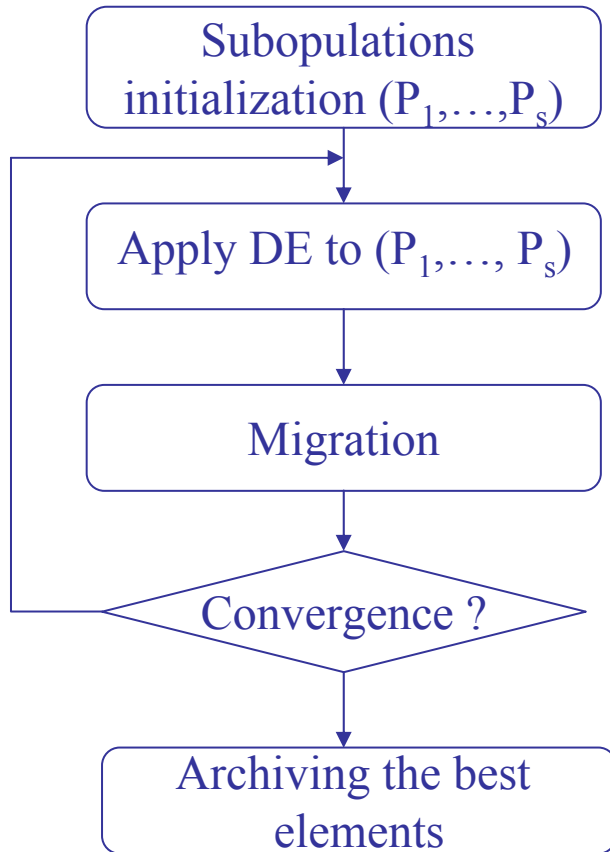 Subopulations
initialization (P₁,…,Pₛ)
Apply DE to (P₁,…, Pₛ)
Migration
Convergence ?
Archiving the best
elements